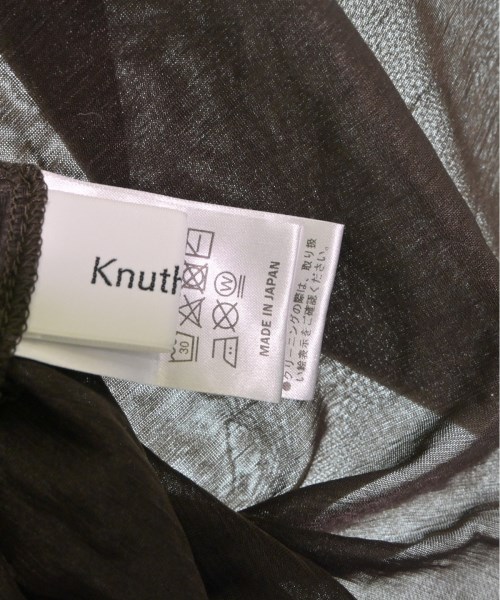 Knuth
30
W
MADE IN JAPAN
●クリーニングの際は、取り扱
い絵表示をご確認ください。